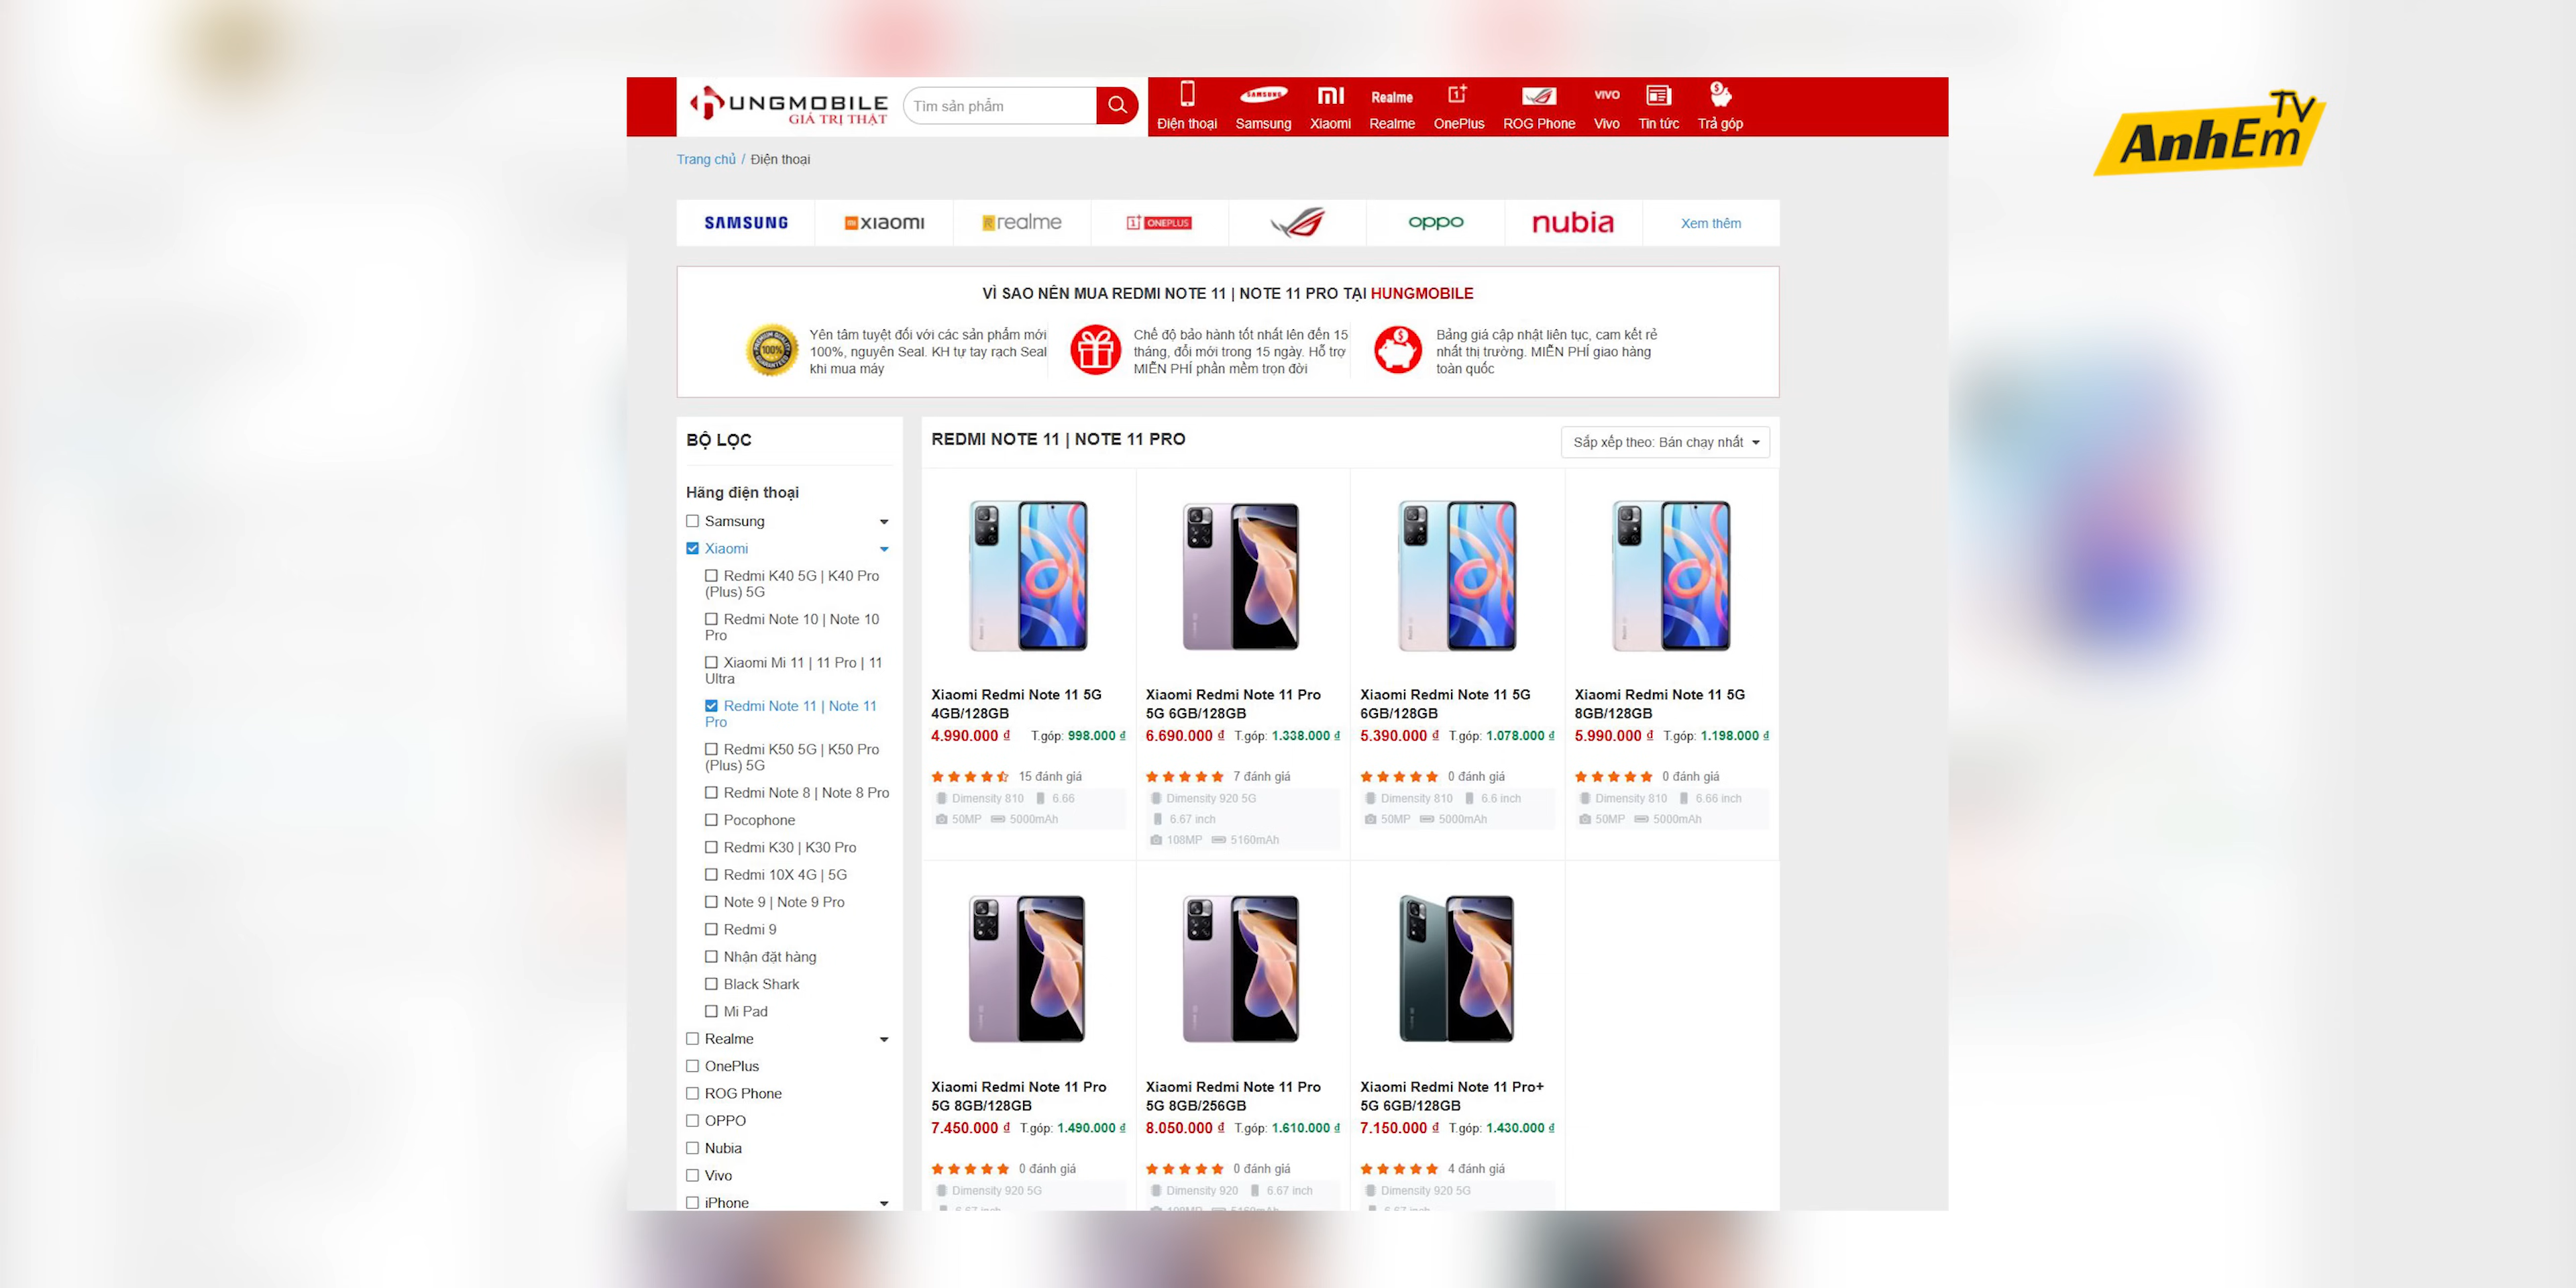 AnhEm TV
HUNGMOBILE
GIÁ TRỊ THẬT
Tìm sản phẩm
SAMSUNG
Realme
VIVO
Điện thoại
Samsung
Xiaomi
Realme
OnePlus
ROG Phone
Vivo
Tin tức
Trả góp
Trang chủ / Điện thoại
SAMSUNG
xiaomi
realme
ONEPLUS
oppo
nubia
Xem thêm
VÌ SAO NÊN MUA REDMI NOTE 11 | NOTE 11 PRO TẠI HUNGMOBILE
100%
Yên tâm tuyệt đối với các sản phẩm mới
100%, nguyên Seal. KH tự tay rạch Seal
khi mua máy
Chế độ bảo hành tốt nhất lên đến 15
tháng, đổi mới trong 15 ngày. Hỗ trợ
MIỄN PHÍ phần mềm trọn đời
Bảng giá cập nhật liên tục, cam kết rẻ
nhất thị trường. MIỄN PHÍ giao hàng
toàn quốc
BỘ LỌC
Hãng điện thoại
Samsung
Xiaomi
Redmi K40 5G | K40 Pro
(Plus) 5G
Redmi Note 10 | Note 10
Pro
Xiaomi Mi 11 | 11 Pro | 11
Ultra
Redmi Note 11 | Note 11
Pro
Redmi K50 5G | K50 Pro
(Plus) 5G
Redmi Note 8 | Note 8 Pro
Pocophone
Redmi K30 | K30 Pro
Redmi 10X 4G | 5G
Note 9 | Note 9 Pro
Redmi 9
Nhận đặt hàng
Black Shark
Mi Pad
Realme
OnePlus
ROG Phone
OPPO
Nubia
Vivo
iPhone
REDMI NOTE 11 | NOTE 11 PRO
Sắp xếp theo: Bán chạy nhất
Xiaomi Redmi Note 11 5G
4GB/128GB
4.990.000 ₫ T.góp: 998.000 ₫
15 đánh giá
Dimensity 810 6.66
50MP 5000mAh
Xiaomi Redmi Note 11 Pro
5G 6GB/128GB
6.690.000 ₫ T.góp: 1.338.000 ₫
7 đánh giá
Dimensity 920 5G
6.67 inch
108MP 5160mAh
Xiaomi Redmi Note 11 5G
6GB/128GB
5.390.000 ₫ T.góp: 1.078.000 ₫
0 đánh giá
Dimensity 810 6.6 inch
50MP 5000mAh
Xiaomi Redmi Note 11 5G
8GB/128GB
5.990.000 ₫ T.góp: 1.198.000 ₫
0 đánh giá
Dimensity 810 6.66 inch
50MP 5000mAh
Xiaomi Redmi Note 11 Pro
5G 8GB/128GB
7.450.000 ₫ T.góp: 1.490.000 ₫
0 đánh giá
Dimensity 920 5G
6.67 inch
Xiaomi Redmi Note 11 Pro
5G 8GB/256GB
8.050.000 ₫ T.góp: 1.610.000 ₫
0 đánh giá
Dimensity 920 6.67 inch
108MP 5160mAh
Xiaomi Redmi Note 11 Pro+
5G 6GB/128GB
7.150.000 ₫ T.góp: 1.430.000 ₫
4 đánh giá
Dimensity 920 5G
6.67 inch